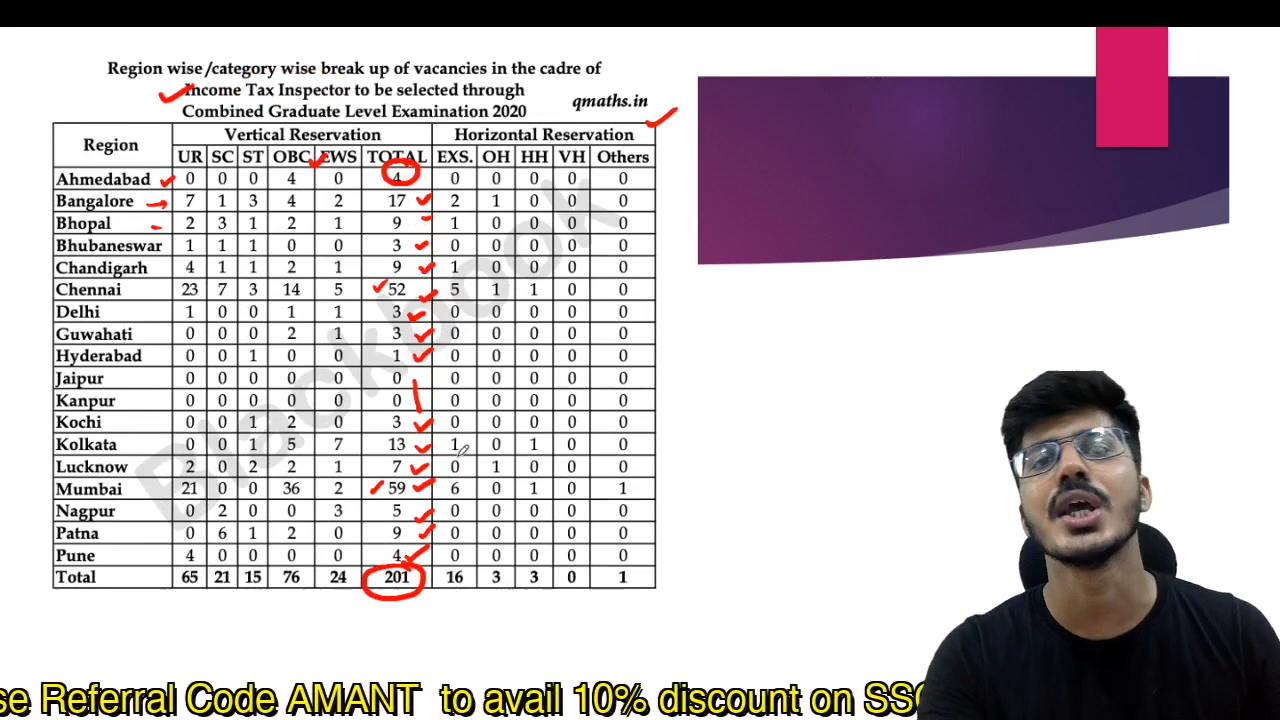 Region wise/category wise break up of vacancies in the cadre of
Income Tax Inspector to be selected through
Combined Graduate Level Examination 2020
qmaths.in
Region Vertical Reservation Horizontal Reservation
UR SC ST OBC EWS TOTAL EXS. OH HH VH Others
Ahmedabad 0 0 0 4 0 4 0 0 0 0 0
Bangalore 7 1 3 4 2 17 2 1 0 0 0
Bhopal 2 3 1 2 1 9 1 0 0 0 0
Bhubaneswar 1 1 1 0 0 3 0 0 0 0 0
Chandigarh 4 1 1 2 1 9 1 0 0 0 0
Chennai 23 7 3 14 5 52 5 1 1 0 0
Delhi 1 0 0 1 1 3 0 0 0 0 0
Guwahati 0 0 0 2 1 3 0 0 0 0 0
Hyderabad 0 0 1 0 0 1 0 0 0 0 0
Jaipur 0 0 0 0 0 0 0 0 0 0 0
Kanpur 0 0 0 0 0 0 0 0 0 0 0
Kochi 0 0 1 2 0 3 0 0 0 0 0
Kolkata 0 0 1 5 7 13 1 0 1 0 0
Lucknow 2 0 2 2 1 7 0 1 0 0 0
Mumbai 21 0 0 36 2 59 6 0 1 0 1
Nagpur 0 2 0 0 3 5 0 0 0 0 0
Patna 0 6 1 2 0 9 0 0 0 0 0
Pune 4 0 0 0 0 4 0 0 0 0 0
Total 65 21 15 76 24 201 16 3 3 0 1
Blackbook
se Referral Code AMANT to avail 10% discount on SSC